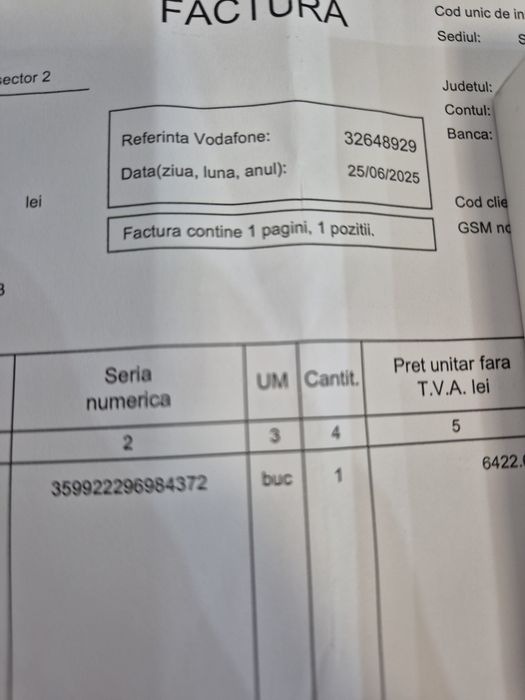 FACTURA
Cod unic de in
Sediul: S
sector 2
Judetul:
Contul:
Banca:
Referinta Vodafone: 32648929
Data(ziua, luna, anul): 25/06/2025
lei
Cod clie
Factura contine 1 pagini, 1 pozitii.
GSM no
3
Seria numerica
UM
Cantit.
Pret unitar fara
T.V.A. lei
2 3 4 5
359922296984372 buc 1 6422.